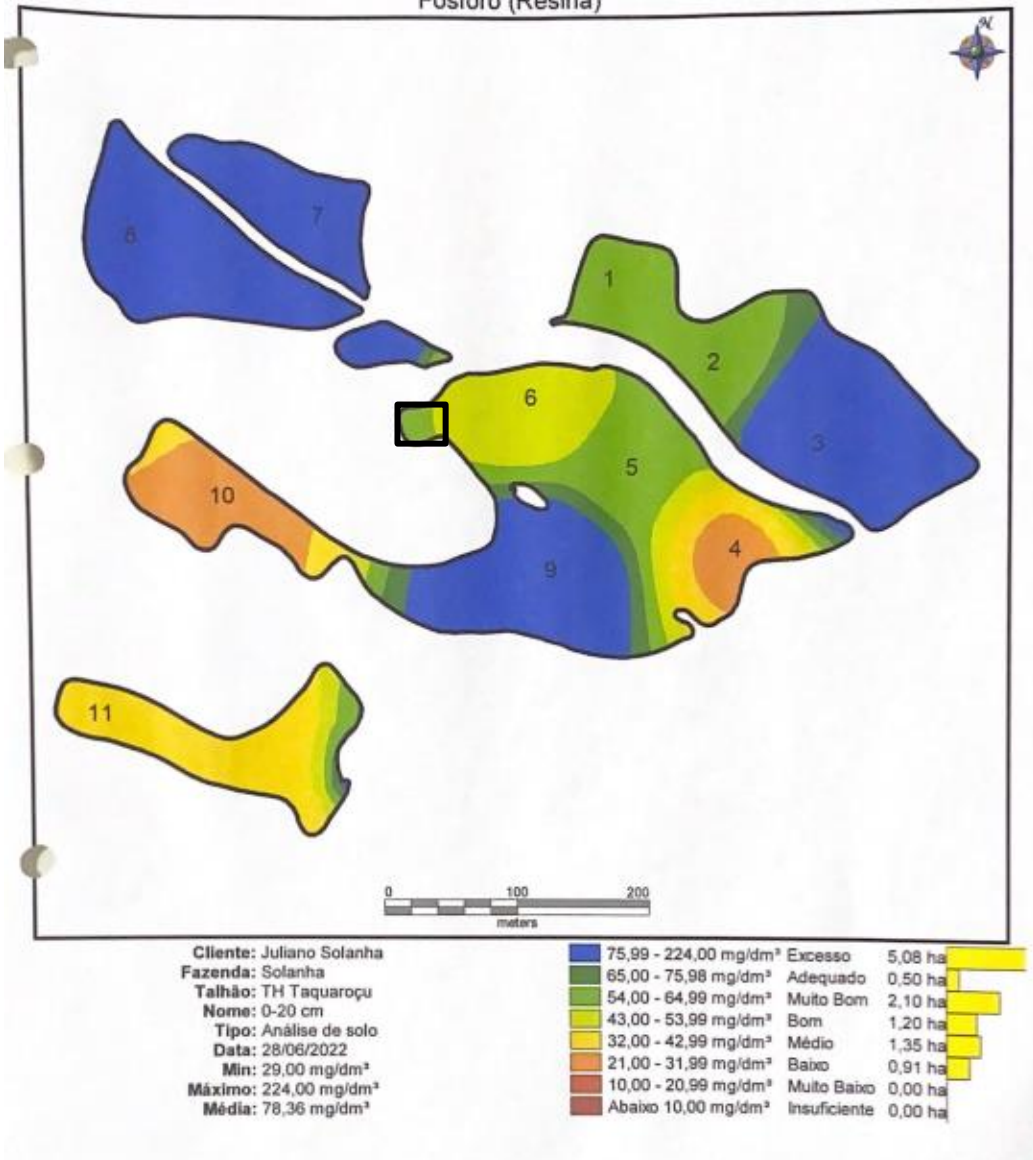 Fósforo (Resina)
N
7
8
1
2
6
3
5
10
4
9
11
0 100 200
meters
Cliente: Juliano Solanha
Fazenda: Solanha
Talhão: TH Taquaroçu
Nome: 0-20 cm
Tipo: Análise de solo
Data: 28/06/2022
Min: 29,00 mg/dm³
Máximo: 224,00 mg/dm³
Média: 78,36 mg/dm³
75,99 - 224,00 mg/dm³ Excesso 5,08 ha
65,00 - 75,98 mg/dm³ Adequado 0,50 ha
54,00 - 64,99 mg/dm³ Muito Bom 2,10 ha
43,00 - 53,99 mg/dm³ Bom 1,20 ha
32,00 - 42,99 mg/dm³ Médio 1,35 ha
21,00 - 31,99 mg/dm³ Baixo 0,91 ha
10,00 - 20,99 mg/dm³ Muito Baixo 0,00 ha
Abaixo 10,00 mg/dm³ Insuficiente 0,00 ha